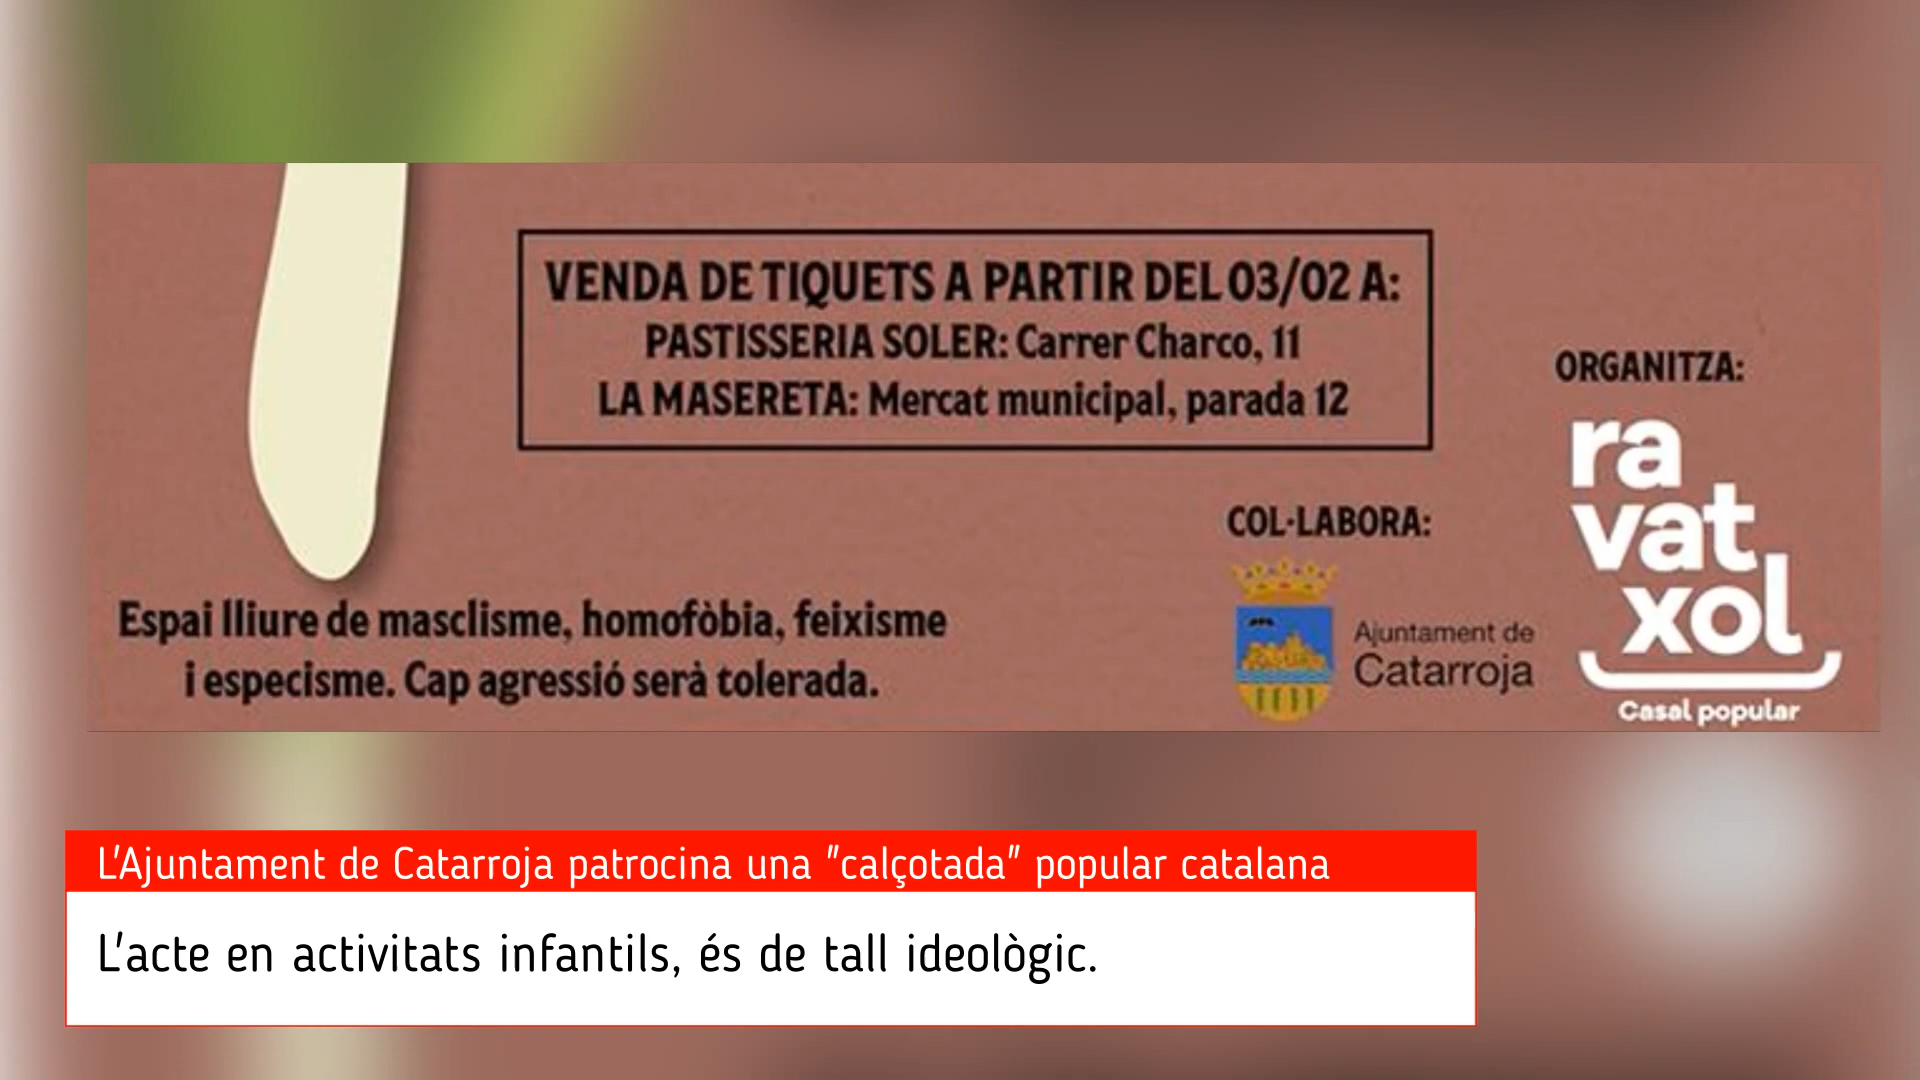 VENDA DE TIQUETS A PARTIR DEL 03/02 A:
PASTISSERIA SOLER: Carrer Charco, 11
LA MASERETA: Mercat municipal, parada 12
ORGANITZA:
ra
vat
xol
Casal popular
COL·LABORA:
Ajuntament de
Catarroja
Espai lliure de masclisme, homofòbia, feixisme
i especisme. Cap agressió serà tolerada.
L'Ajuntament de Catarroja patrocina una "calçotada" popular catalana
L'acte en activitats infantils, és de tall ideològic.